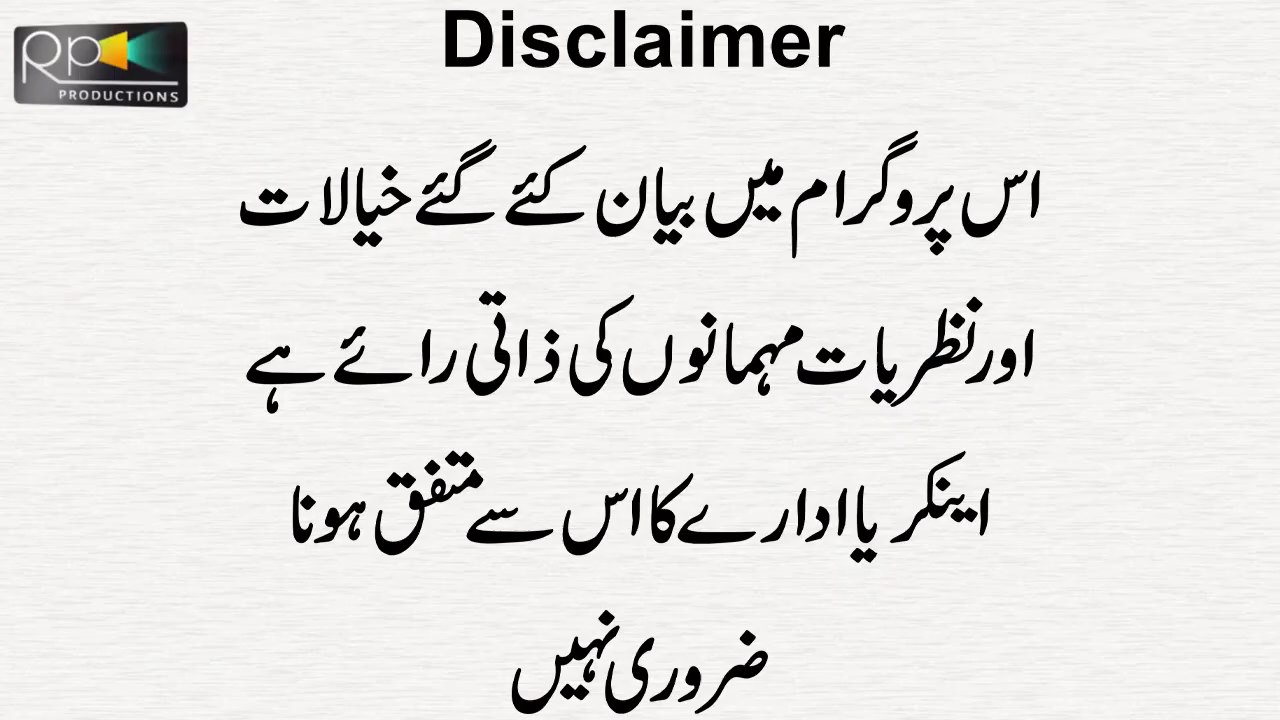 Disclaimer
Rp
PRODUCTIONS
اس پروگرام میں بیان کئے گئے خیالات
اور نظریات مہمانوں کی ذاتی رائے ہے
اینکر یا ادارے کا اس سے متفق ہونا
ضروری نہیں